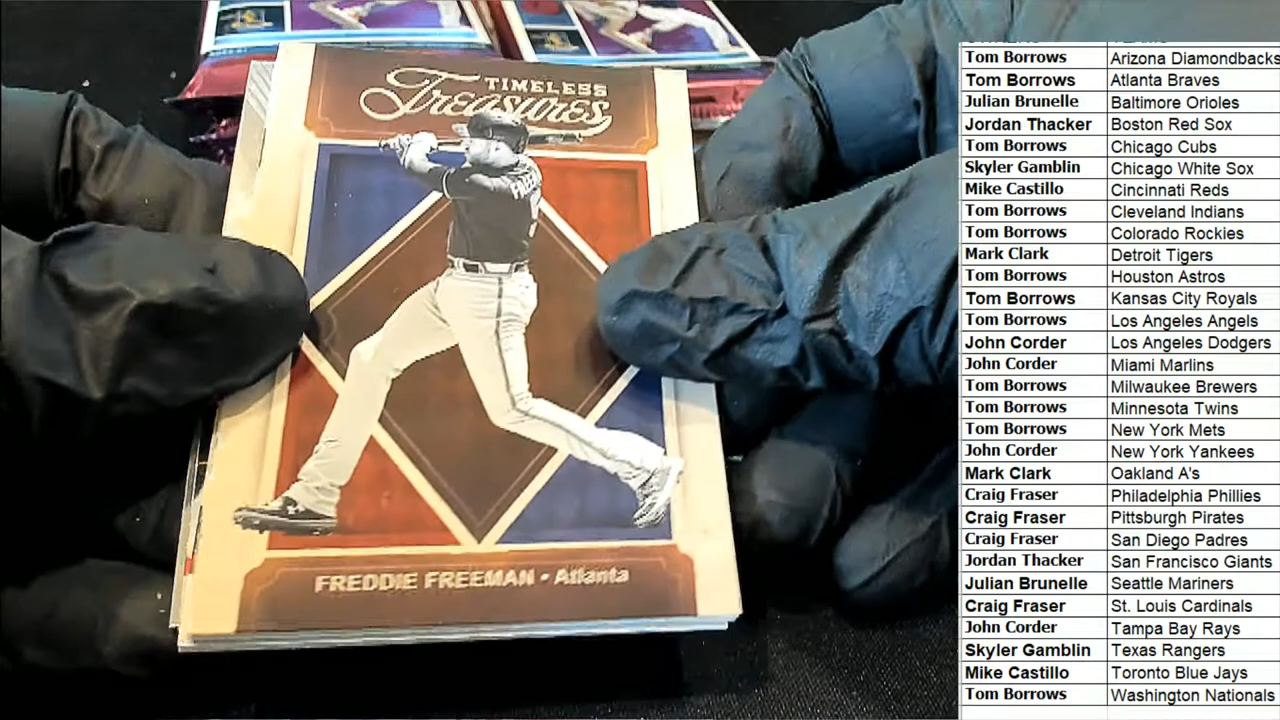 TIMELESS
Treasures
FREDDIE FREEMAN • Atlanta
Tom Borrows Arizona Diamondbacks
Tom Borrows Atlanta Braves
Julian Brunelle Baltimore Orioles
Jordan Thacker Boston Red Sox
Tom Borrows Chicago Cubs
Skyler Gamblin Chicago White Sox
Mike Castillo Cincinnati Reds
Tom Borrows Cleveland Indians
Tom Borrows Colorado Rockies
Mark Clark Detroit Tigers
Tom Borrows Houston Astros
Tom Borrows Kansas City Royals
Tom Borrows Los Angeles Angels
John Corder Los Angeles Dodgers
John Corder Miami Marlins
Tom Borrows Milwaukee Brewers
Tom Borrows Minnesota Twins
Tom Borrows New York Mets
John Corder New York Yankees
Mark Clark Oakland A's
Craig Fraser Philadelphia Phillies
Craig Fraser Pittsburgh Pirates
Craig Fraser San Diego Padres
Jordan Thacker San Francisco Giants
Julian Brunelle Seattle Mariners
Craig Fraser St. Louis Cardinals
John Corder Tampa Bay Rays
Skyler Gamblin Texas Rangers
Mike Castillo Toronto Blue Jays
Tom Borrows Washington Nationals